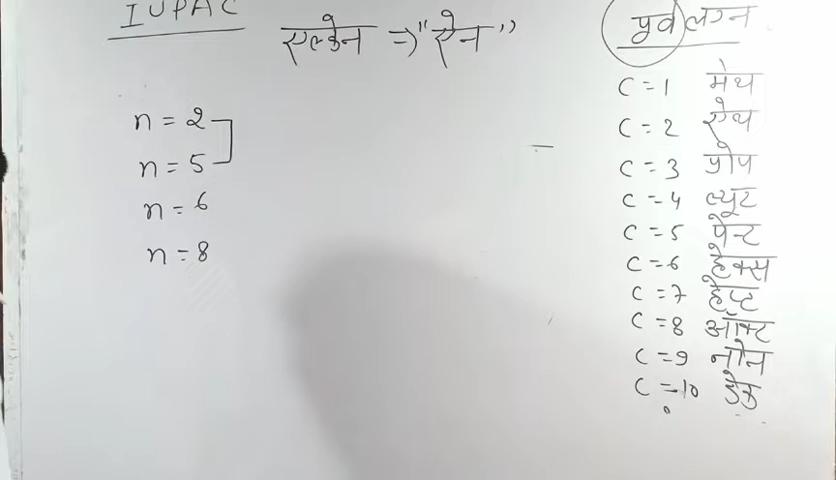 IUPAC
एल्केन => "ऐन"
पूर्वलग्न
n = 2
n = 5
n = 6
n = 8
C = 1 मेथ
C = 2 ऐथ
C = 3 प्रोप
C = 4 ब्यूट
C = 5 पेन्ट
C = 6 हेक्स
C = 7 हेप्ट
C = 8 ऑक्ट
C = 9 नोन
C = 10 डेक